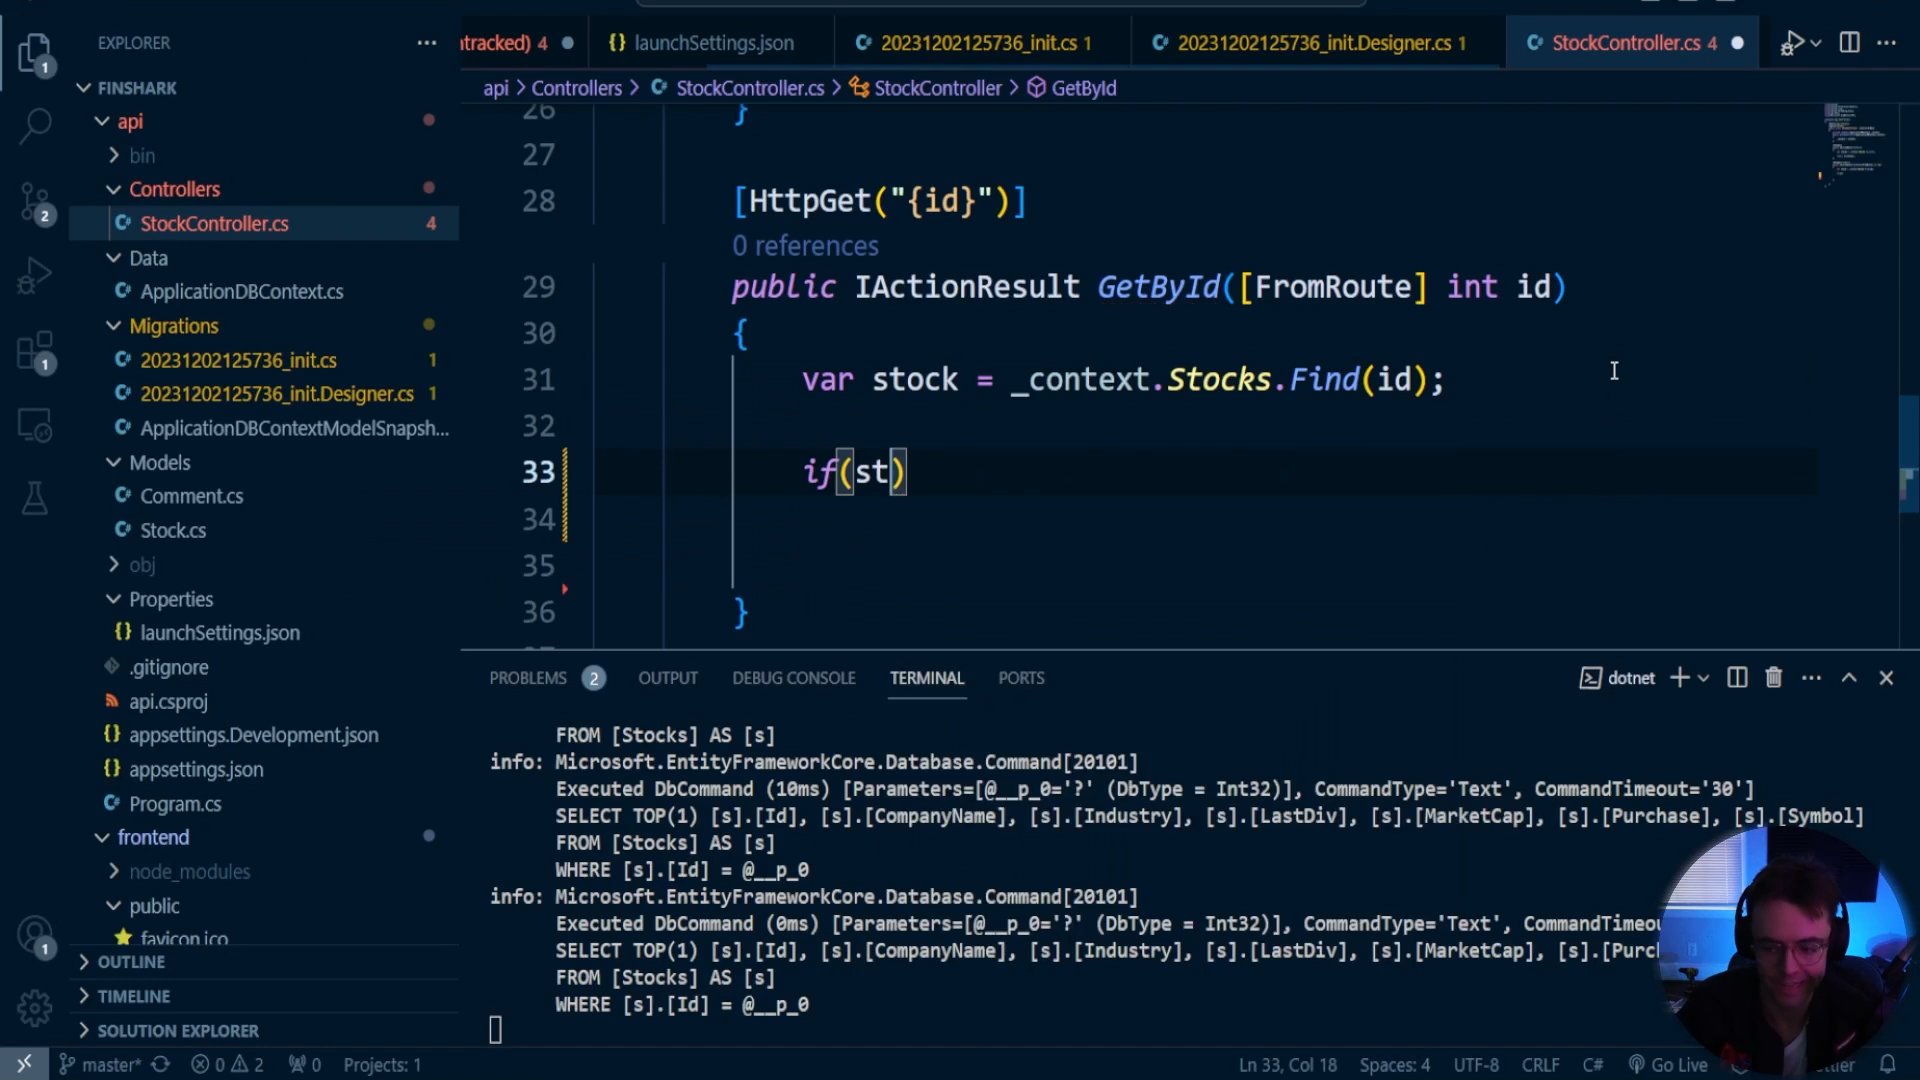 EXPLORER
FINSHARK
api
bin
Controllers
StockController.cs 4
Data
ApplicationDBContext.cs
Migrations
20231202125736_init.cs 1
20231202125736_init.Designer.cs 1
ApplicationDBContextModelSnapsh...
Models
Comment.cs
Stock.cs
obj
Properties
launchSettings.json
.gitignore
api.csproj
appsettings.Development.json
appsettings.json
Program.cs
frontend
node_modules
public
favicon.ico
OUTLINE
TIMELINE
SOLUTION EXPLORER
1
2
1
1
ntracked) 4
launchSettings.json
20231202125736_init.cs 1
20231202125736_init.Designer.cs 1
StockController.cs 4
api > Controllers > StockController.cs > StockController > GetById
26 }
27
28 [HttpGet("{id}")]
0 references
29 public IActionResult GetById([FromRoute] int id)
30 {
31 var stock = _context.Stocks.Find(id);
32
33 if(st)
34
35
36 }
PROBLEMS 2 OUTPUT DEBUG CONSOLE TERMINAL PORTS
dotnet
FROM [Stocks] AS [s]
info: Microsoft.EntityFrameworkCore.Database.Command[20101]
Executed DbCommand (10ms) [Parameters=[@__p_0='?' (DbType = Int32)], CommandType='Text', CommandTimeout='30']
SELECT TOP(1) [s].[Id], [s].[CompanyName], [s].[Industry], [s].[LastDiv], [s].[MarketCap], [s].[Purchase], [s].[Symbol]
FROM [Stocks] AS [s]
WHERE [s].[Id] = @__p_0
info: Microsoft.EntityFrameworkCore.Database.Command[20101]
Executed DbCommand (0ms) [Parameters=[@__p_0='?' (DbType = Int32)], CommandType='Text', CommandTimeou
SELECT TOP(1) [s].[Id], [s].[CompanyName], [s].[Industry], [s].[LastDiv], [s].[MarketCap], [s].[Purc
FROM [Stocks] AS [s]
WHERE [s].[Id] = @__p_0
master* 0 2 0 Projects: 1
Ln 33, Col 18 Spaces: 4 UTF-8 CRLF C# Go Live